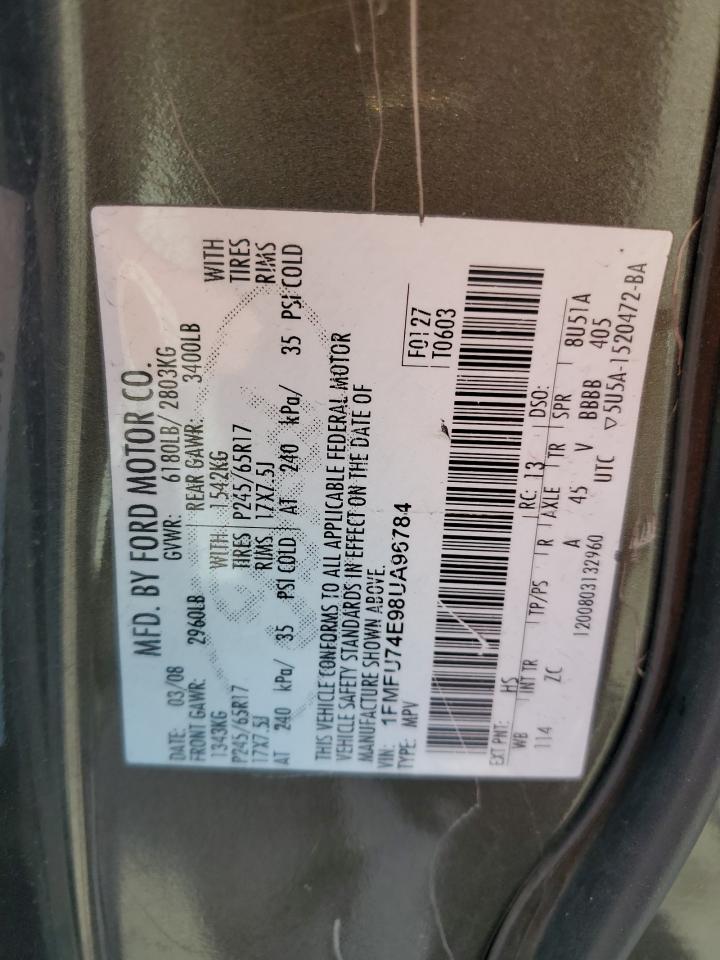 MFD. BY FORD MOTOR CO.
DATE: 03/08 GVWR: 6180LB/ 2803KG
FRONT GAWR: 2960LB REAR GAWR: 3400LB
1343KG WITH 1542KG WITH
P245/65R17 TIRES P245/65R17 TIRES
17X7.5J RIMS 17X7.5J RIMS
AT 240 kPa/ 35 PSI COLD AT 240 kPa/ 35 PSI COLD
THIS VEHICLE CONFORMS TO ALL APPLICABLE FEDERAL MOTOR
VEHICLE SAFETY STANDARDS IN EFFECT ON THE DATE OF
MANUFACTURE SHOWN ABOVE.
VIN: 1FMFU74E98UA96784 F0127
TYPE: MPV T0603
EXT PNT: HS RC: 13 DSO:
WB INT TR TP/PS R AXLE TR SPR 8U51A
114 ZC A 45 V BBBB 405
1200803132960 UTC ▽5U5A-1520472-BA